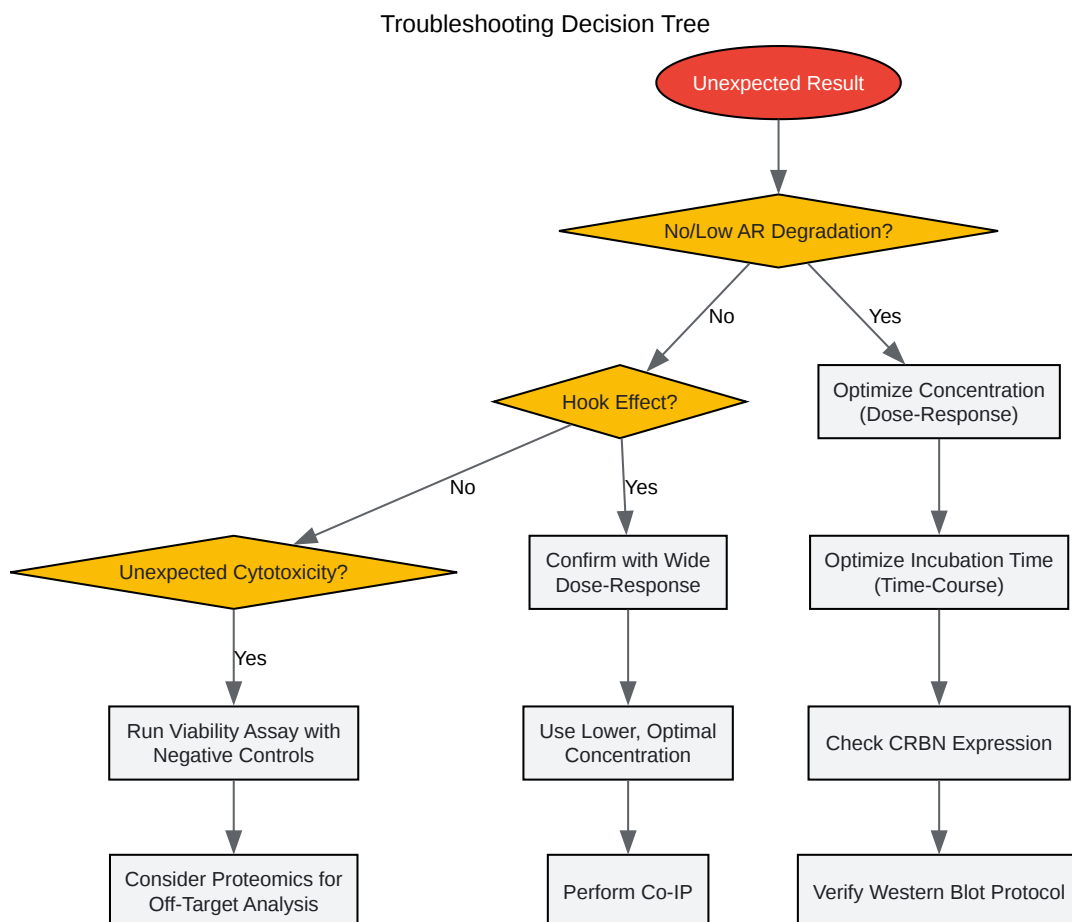 Troubleshooting Decision Tree
Unexpected Result
No/Low AR Degradation?
No
Yes
Hook Effect?
Optimize Concentration
(Dose-Response)
No
Yes
Unexpected Cytotoxicity?
Confirm with Wide
Dose-Response
Optimize Incubation Time
(Time-Course)
Yes
Run Viability Assay with
Negative Controls
Use Lower, Optimal
Concentration
Check CRBN Expression
Consider Proteomics for
Off-Target Analysis
Perform Co-IP
Verify Western Blot Protocol